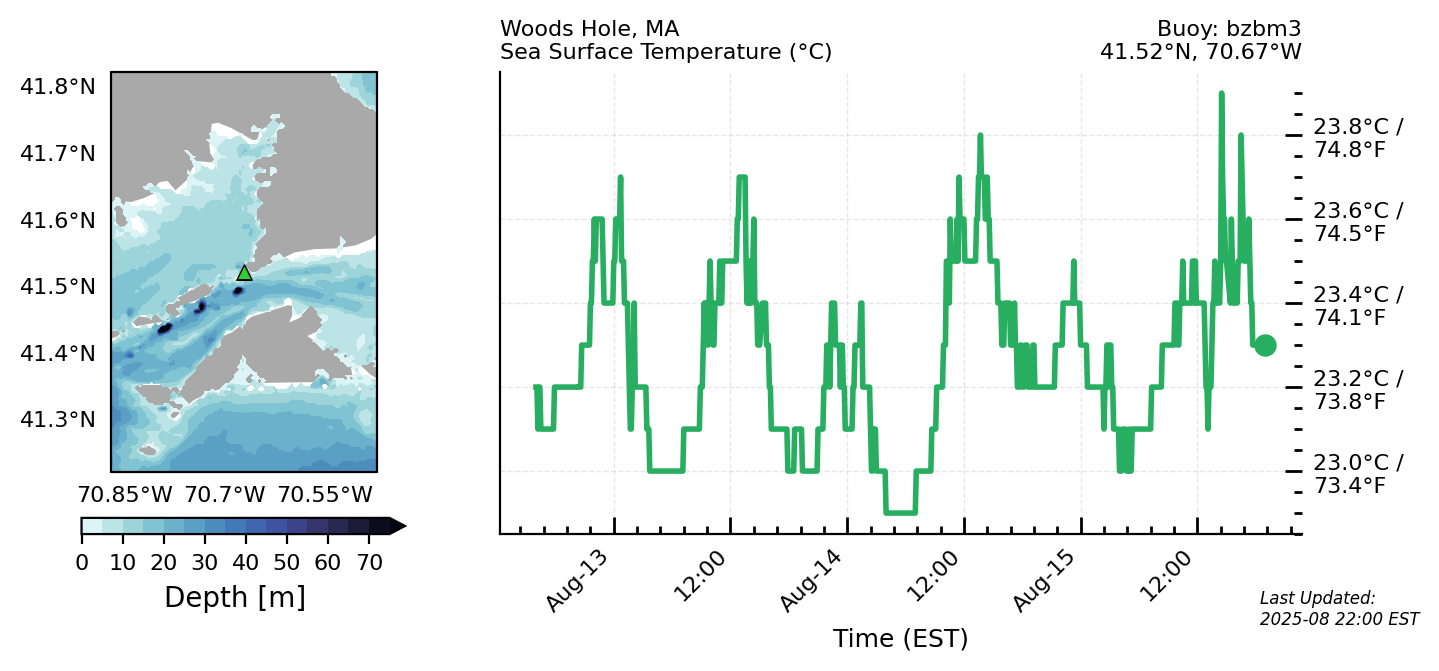 Woods Hole, MA
Sea Surface Temperature (°C)
Buoy: bzbm3
41.52°N, 70.67°W
41.8°N
41.7°N
41.6°N
41.5°N
41.4°N
41.3°N
70.85°W 70.7°W 70.55°W
0 10 20 30 40 50 60 70
Depth [m]
23.8°C /
74.8°F
23.6°C /
74.5°F
23.4°C /
74.1°F
23.2°C /
73.8°F
23.0°C /
73.4°F
Aug-13 12:00 Aug-14 12:00 Aug-15 12:00
Time (EST)
Last Updated:
2025-08 22:00 EST